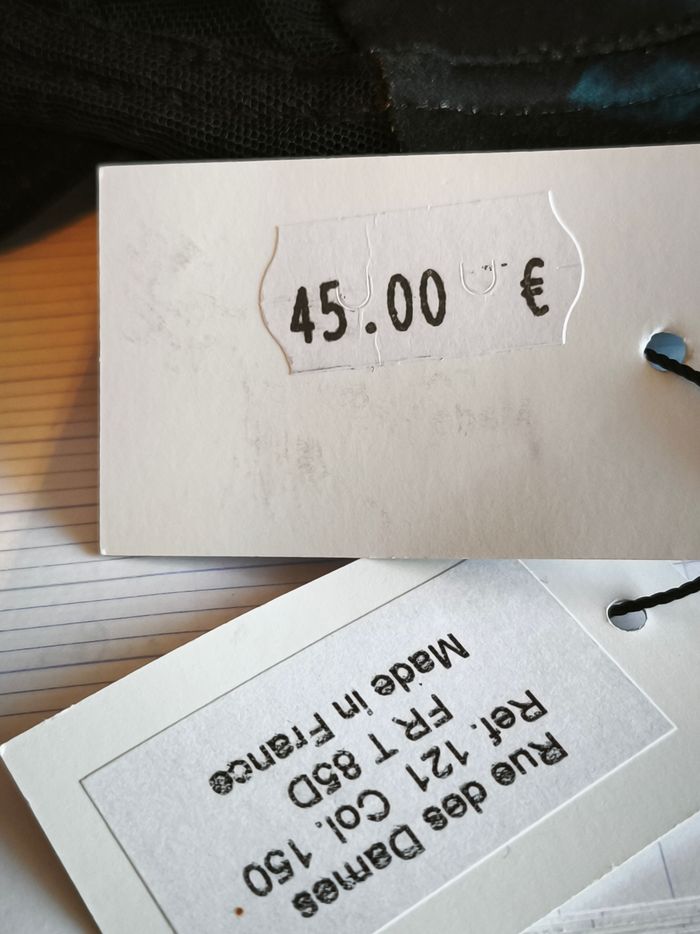 45.00 €
Rue des Dames
Ref. 121 Col. 150
FR T 85D
Made in France